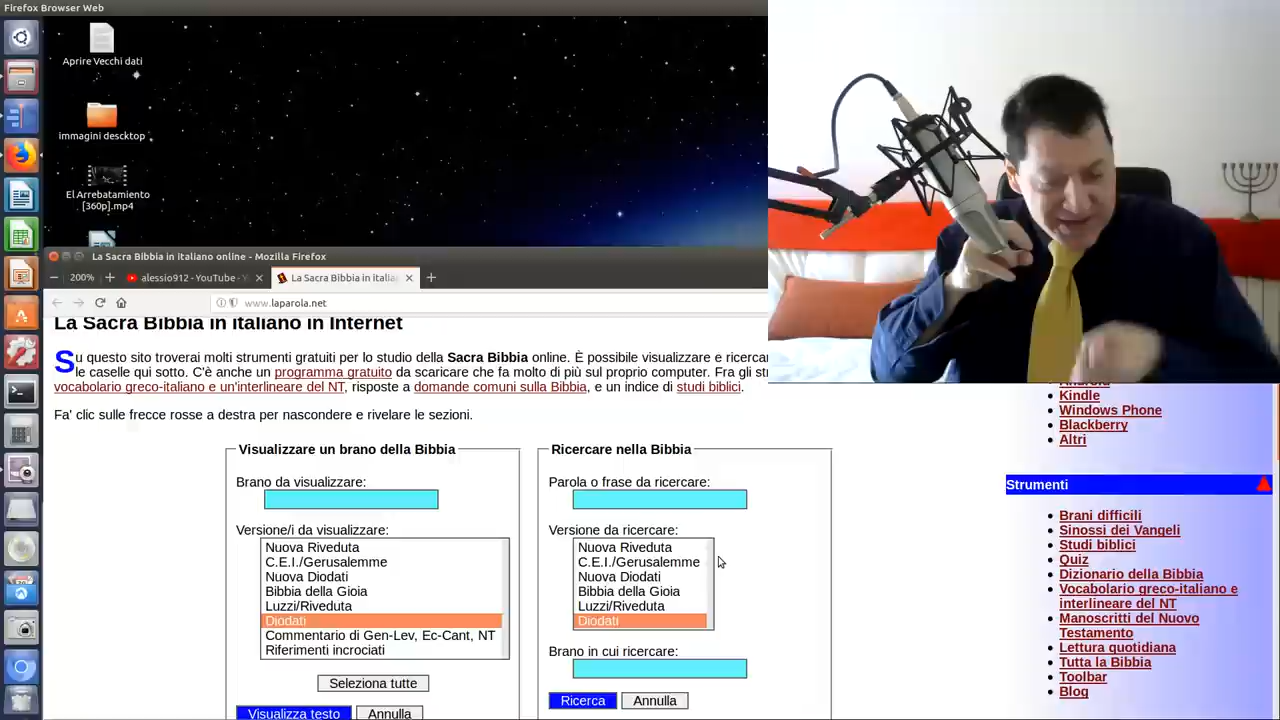 Firefox Browser Web
Aprire Vecchi dati
immagini descktop
El Arrebatamiento
[360p].mp4
La Sacra Bibbia in italiano online - Mozilla Firefox
200%
alessio912 - YouTube - Y
La Sacra Bibbia in italia
www.laparola.net
La Sacra Bibbia in italiano in Internet
Su questo sito troverai molti strumenti gratuiti per lo studio della Sacra Bibbia online. È possibile visualizzare e ricercar
le caselle qui sotto. C'è anche un programma gratuito da scaricare che fa molto di più sul proprio computer. Fra gli str
vocabolario greco-italiano e un'interlineare del NT, risposte a domande comuni sulla Bibbia, e un indice di studi biblici.
Fa' clic sulle frecce rosse a destra per nascondere e rivelare le sezioni.
Visualizzare un brano della Bibbia
Brano da visualizzare:
Versione/i da visualizzare:
Nuova Riveduta
C.E.I./Gerusalemme
Nuova Diodati
Bibbia della Gioia
Luzzi/Riveduta
Diodati
Commentario di Gen-Lev, Ec-Cant, NT
Riferimenti incrociati
Seleziona tutte
Visualizza testo
Annulla
Ricercare nella Bibbia
Parola o frase da ricercare:
Versione da ricercare:
Nuova Riveduta
C.E.I./Gerusalemme
Nuova Diodati
Bibbia della Gioia
Luzzi/Riveduta
Diodati
Brano in cui ricercare:
Ricerca
Annulla
Kindle
Windows Phone
Blackberry
Altri
Strumenti
Brani difficili
Sinossi dei Vangeli
Studi biblici
Quiz
Dizionario della Bibbia
Vocabolario greco-italiano e
interlineare del NT
Manoscritti del Nuovo
Testamento
Lettura quotidiana
Tutta la Bibbia
Toolbar
Blog